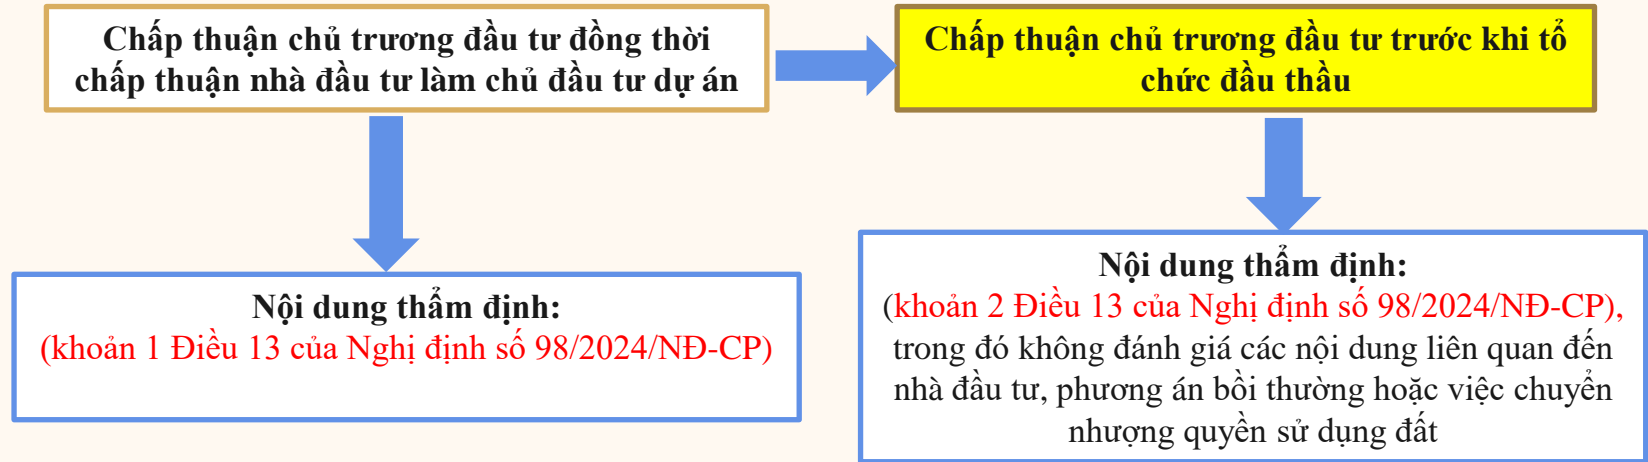 Chấp thuận chủ trương đầu tư đồng thời
chấp thuận nhà đầu tư làm chủ đầu tư dự án
Chấp thuận chủ trương đầu tư trước khi tổ
chức đầu thầu
Nội dung thẩm định:
(khoản 1 Điều 13 của Nghị định số 98/2024/NĐ-CP)
Nội dung thẩm định:
(khoản 2 Điều 13 của Nghị định số 98/2024/NĐ-CP),
trong đó không đánh giá các nội dung liên quan đến
nhà đầu tư, phương án bồi thường hoặc việc chuyển
nhượng quyền sử dụng đất